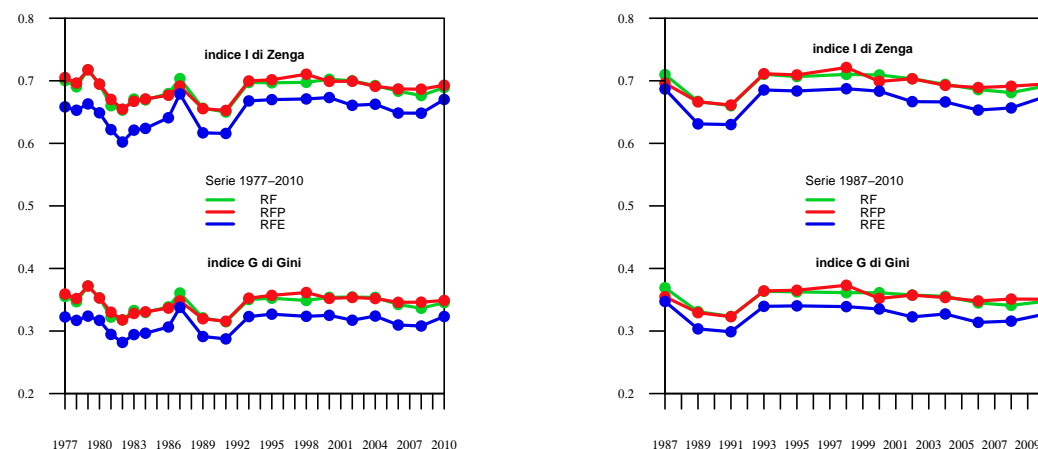 0.8
0.7
0.6
0.5
0.4
0.3
0.2
indice I di Zenga
Serie 1977−2010
RF
RFP
RFE
indice G di Gini
1977 1980 1983 1986 1989 1992 1995 1998 2001 2004 2007 2010
0.8
0.7
0.6
0.5
0.4
0.3
0.2
indice I di Zenga
Serie 1987−2010
RF
RFP
RFE
indice G di Gini
1987 1989 1991 1993 1995 1997 1999 2001 2003 2005 2007 2009